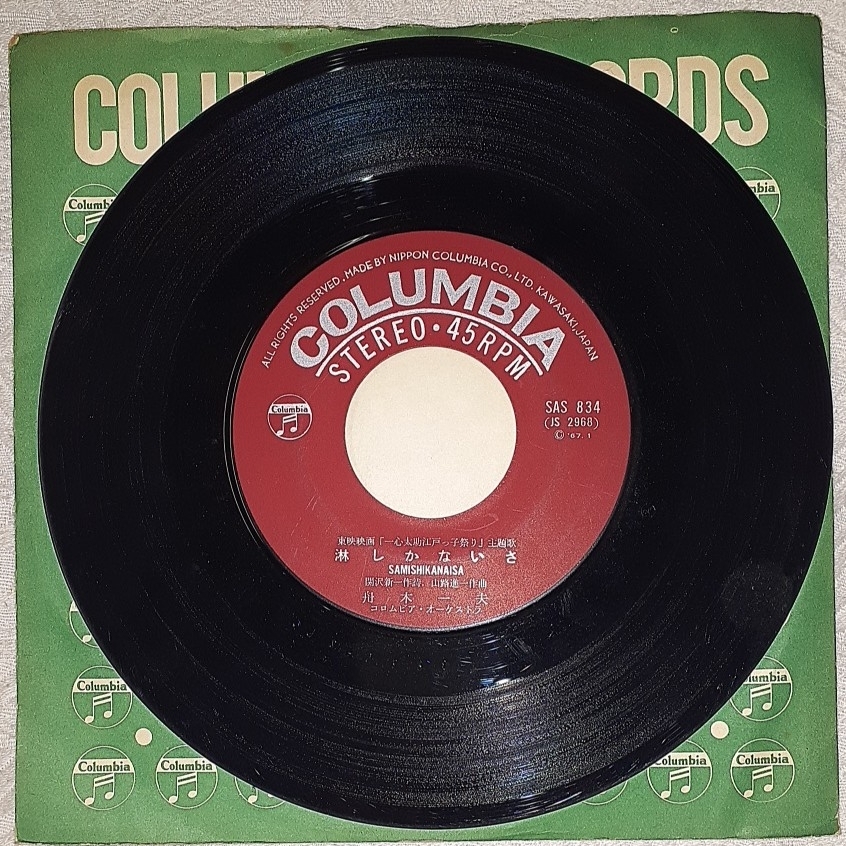 COLU
ORDS
Columbia
Columbia
ALL RIGHTS RESERVED. MADE BY NIPPON COLUMBIA CO., LTD. KAWASAKI, JAPAN
COLUMBIA
STEREO・45RPM
Columbia
SAS 834
(JS 2968)
Ⓒ '67. 1
東映映画「一心太助江戸っ子祭り」主題歌
淋しかないさ
SAMISHIKANAISA
関沢新一作詩、山路進一作曲
舟木一夫
コロムビア・オーケストラ
Columbia
Columbia
Columbia
Columbia
Columbia
Columbia